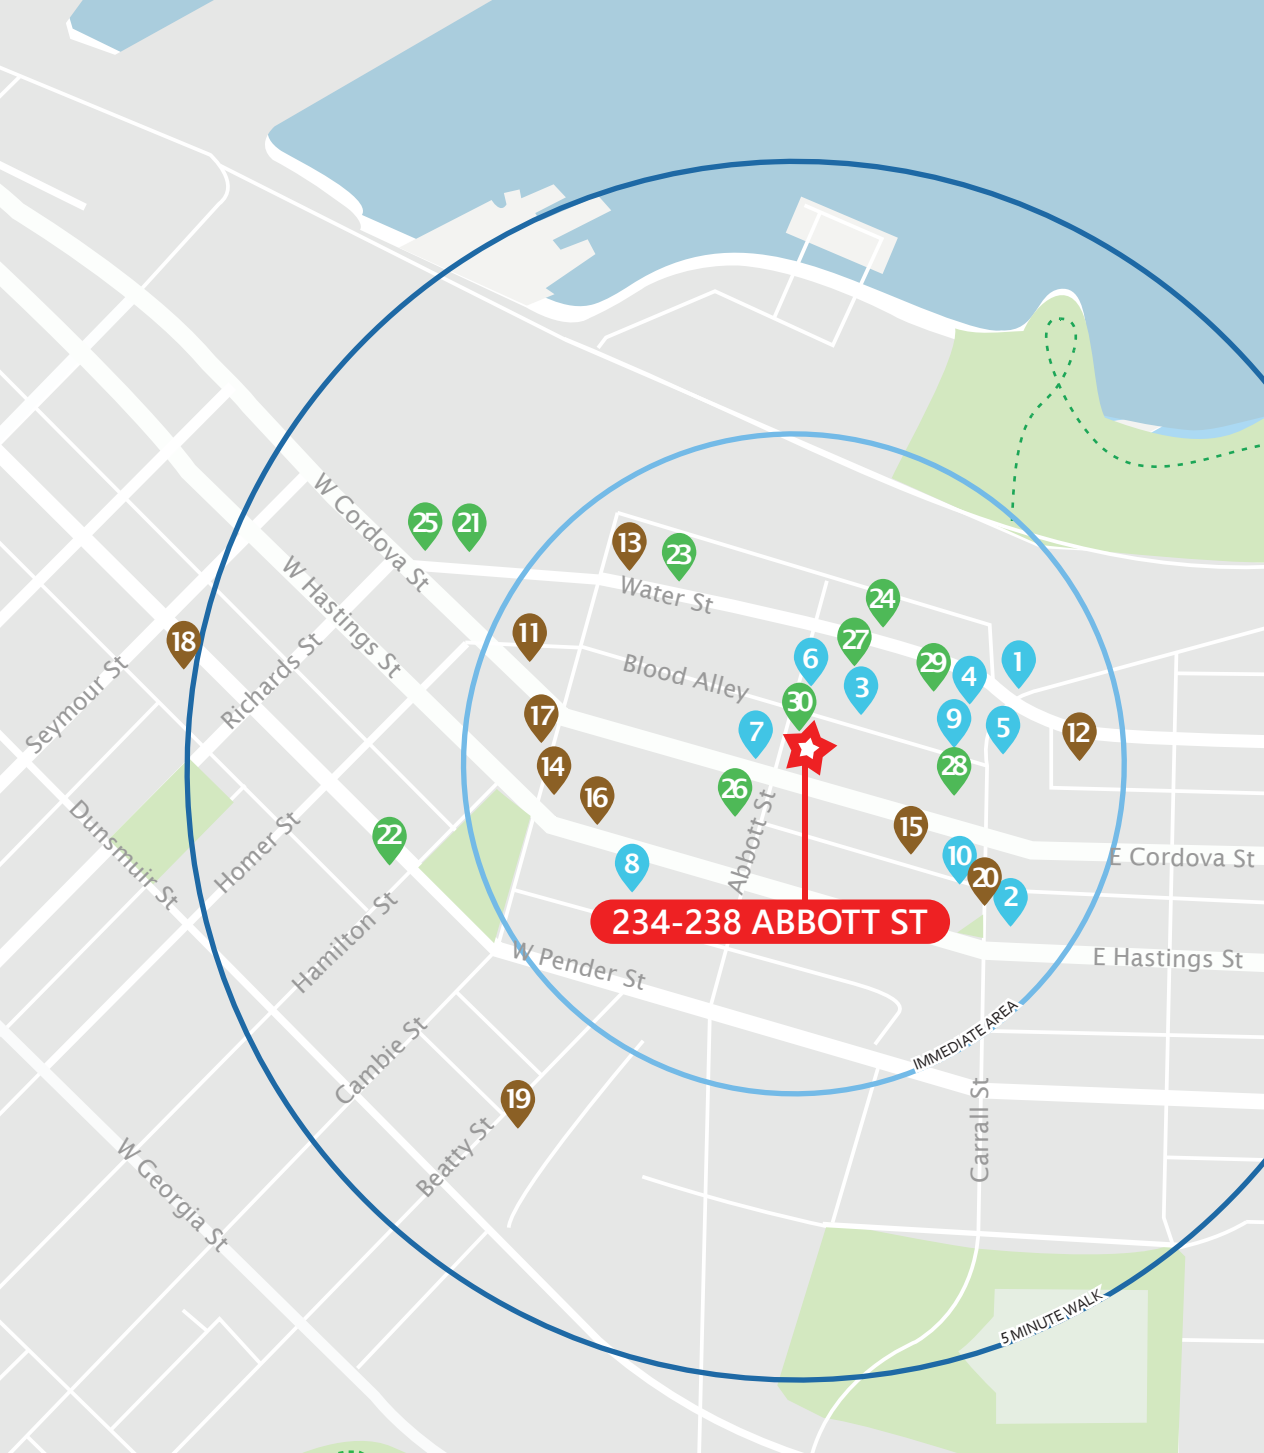 W Cordova St
25
21
13
23
W Hastings St
Water St
24
18
11
27
Seymour St
Richards St
Blood Alley
6
29
1
4
3
30
17
7
9
5
12
14
28
16
26
Dunsmuir St
Homer St
22
15
Abbott St
10
E Cordova St
8
20
2
234-238 ABBOTT ST
Hamilton St
W Pender St
E Hastings St
IMMEDIATE AREA
Cambie St
19
Carrall St
Beatty St
W Georgia St
5 MINUTE WALK